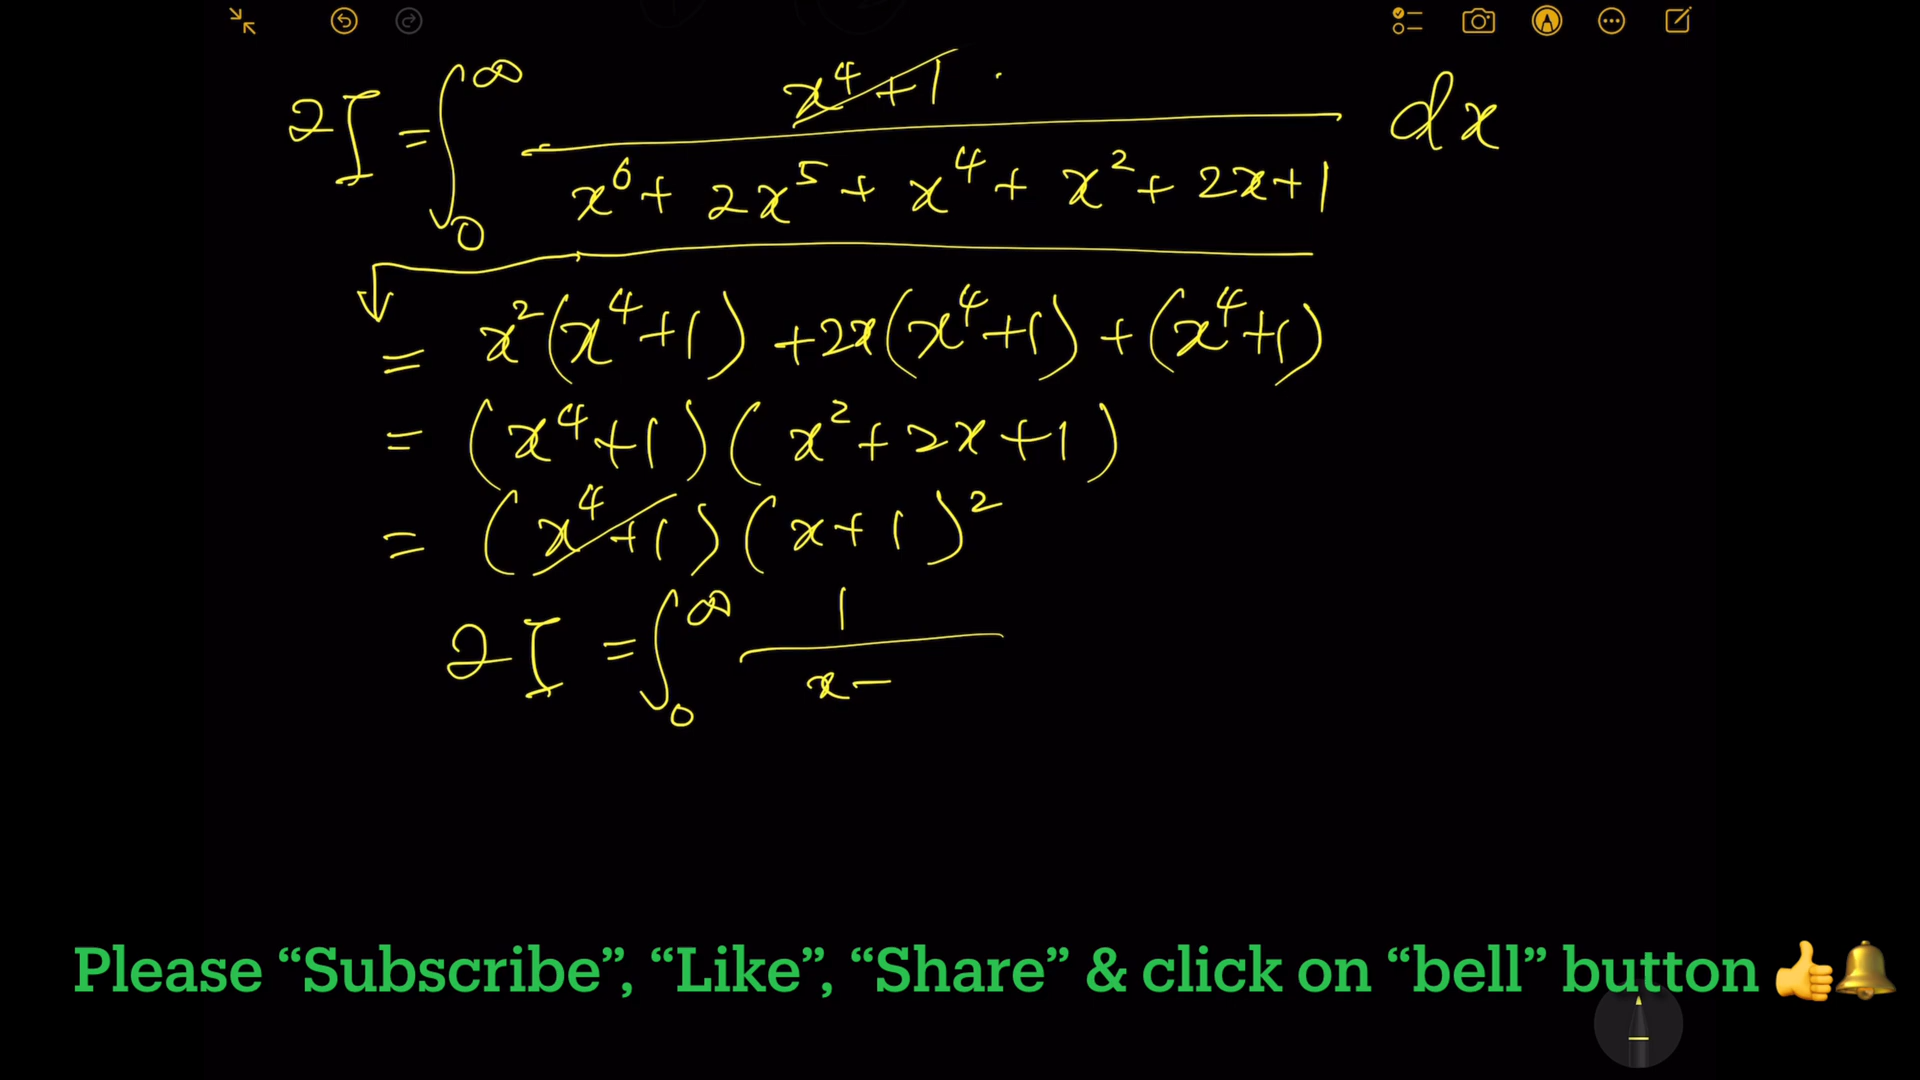 2I = ∫₀^∞ (x⁴ + 1) / (x⁶ + 2x⁵ + x⁴ + x² + 2x + 1) dx
= x²(x⁴ + 1) + 2x(x⁴ + 1) + (x⁴ + 1)
= (x⁴ + 1)(x² + 2x + 1)
= (x⁴ + 1)(x + 1)²
2I = ∫₀^∞ 1 / x −
Please “Subscribe”, “Like”, “Share” & click on “bell” button 👍🔔